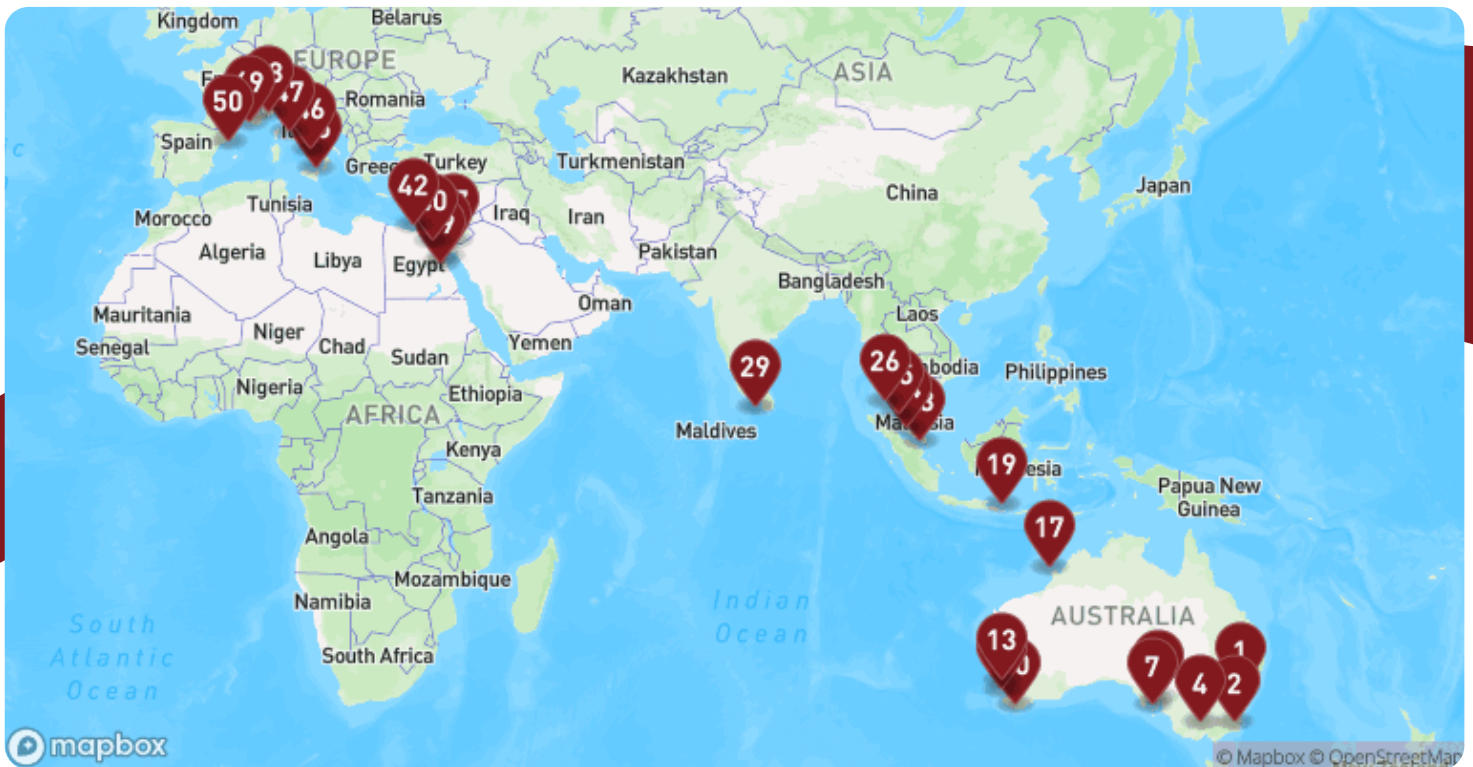 Kingdom
Belarus
EUROPE
Kazakhstan
ASIA
50
Romania
Spain
Turkey
Turkmenistan
China
Japan
42
Tunisia
Iraq
Iran
Morocco
Algeria
Libya
Egypt
Pakistan
Bangladesh
Oman
Mauritania
Niger
Chad
Sudan
Yemen
Laos
Senegal
Nigeria
Ethiopia
29
26
Philippines
AFRICA
Maldives
Kenya
19
Tanzania
Papua New
Guinea
17
Angola
Mozambique
Namibia
Indian
Ocean
AUSTRALIA
South
Atlantic
Ocean
South Africa
13
7
4
2
1
mapbox
© Mapbox © OpenStreetMap